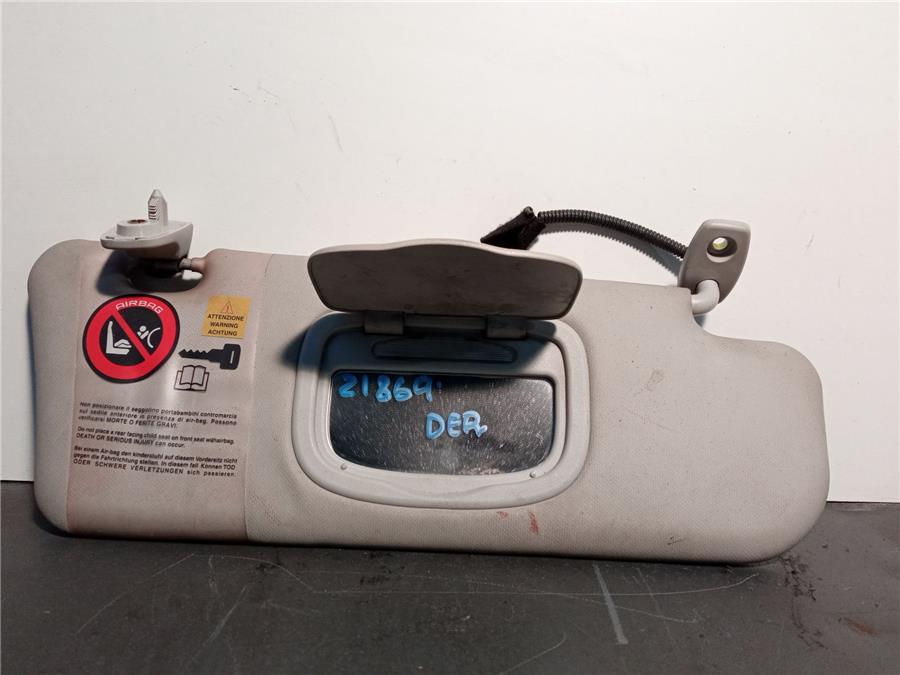 AIRBAG
ATTENZIONE
WARNING
ACHTUNG
Non posizionare il seggiolino portabambini contromarcia
sul sedile anteriore in presenza di air-bag. Possono
verificarsi MORTE O FERITE GRAVI.
Do not place a rear facing child seat on front seat withairbag.
DEATH OR SERIOUS INJURY can occur.
Bei einem Air-bag den kinderstuhl auf diesem Vordersitz nicht
gegen die Fahrtrichtung stellen. In diesem fall Können TOD
ODER SCHWERE VERLETZUNGEN sich passieren.
21869
DER